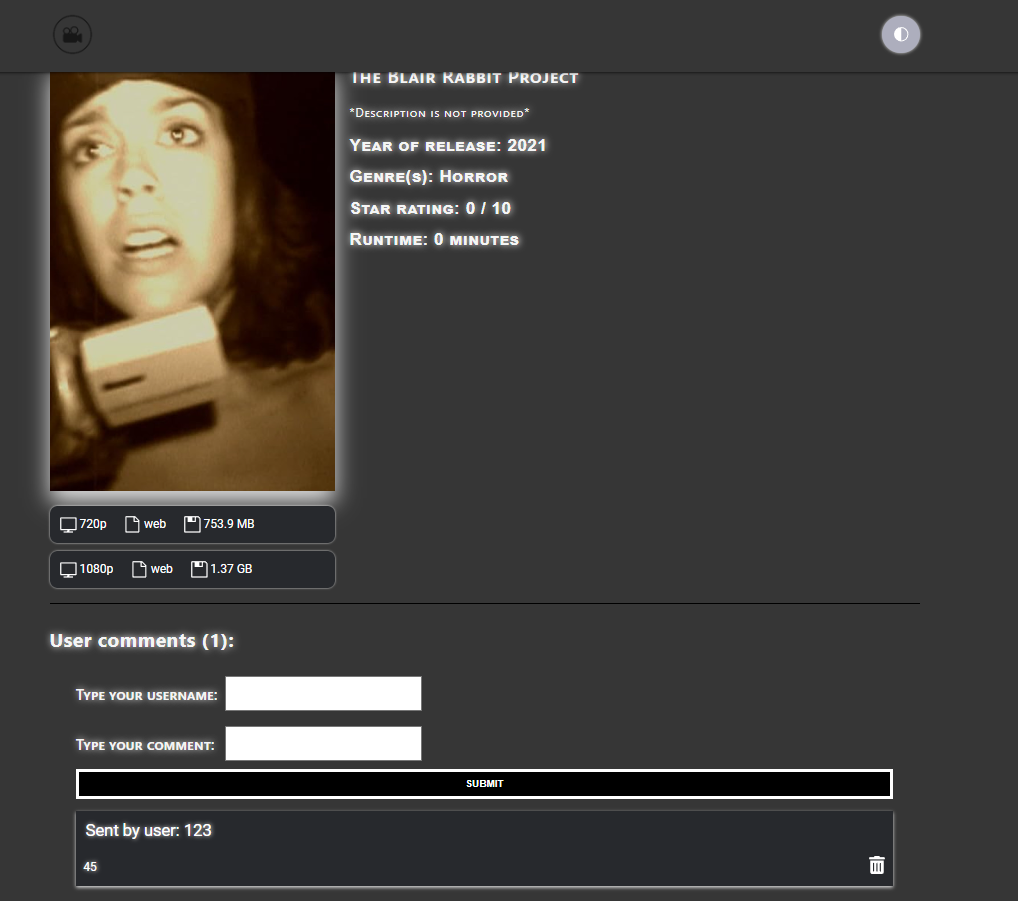 The Blair Rabbit Project
*Description is not provided*
Year of release: 2021
Genre(s): Horror
Star rating: 0 / 10
Runtime: 0 minutes
720p web 753.9 MB
1080p web 1.37 GB
User comments (1):
Type your username:
Type your comment:
SUBMIT
Sent by user: 123
45